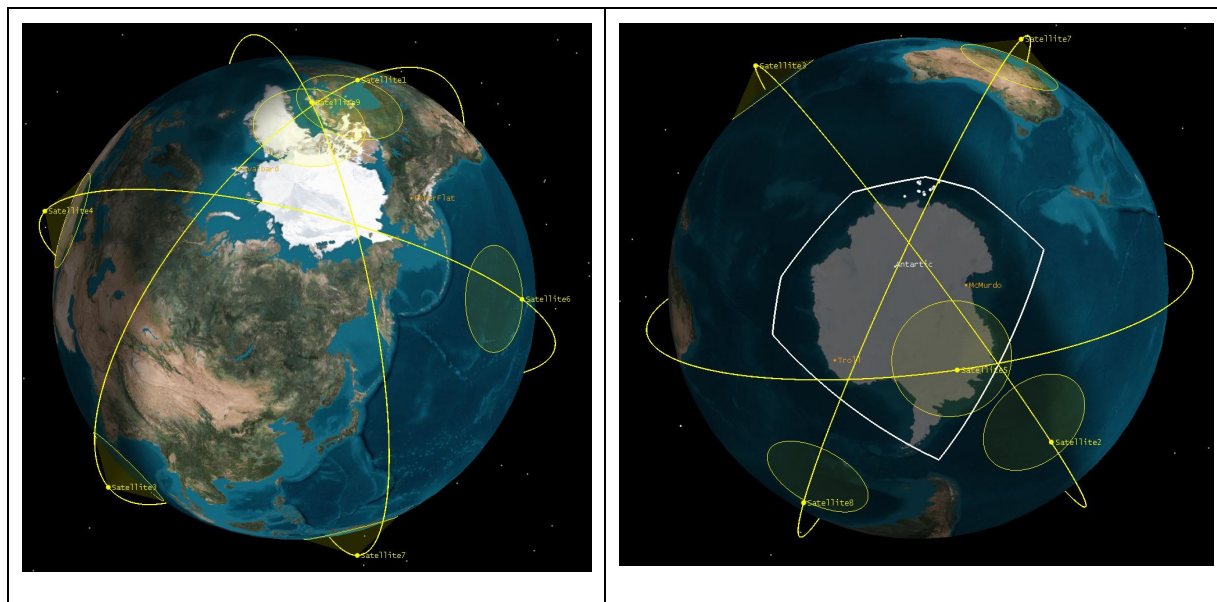 Satellite1
Satellite9
Svalbard
PokerFlat
Satellite4
Satellite6
Satellite3
Satellite7
Satellite7
Satellite3
Antartic
McMurdo
Troll
Satellite5
Satellite2
Satellite8